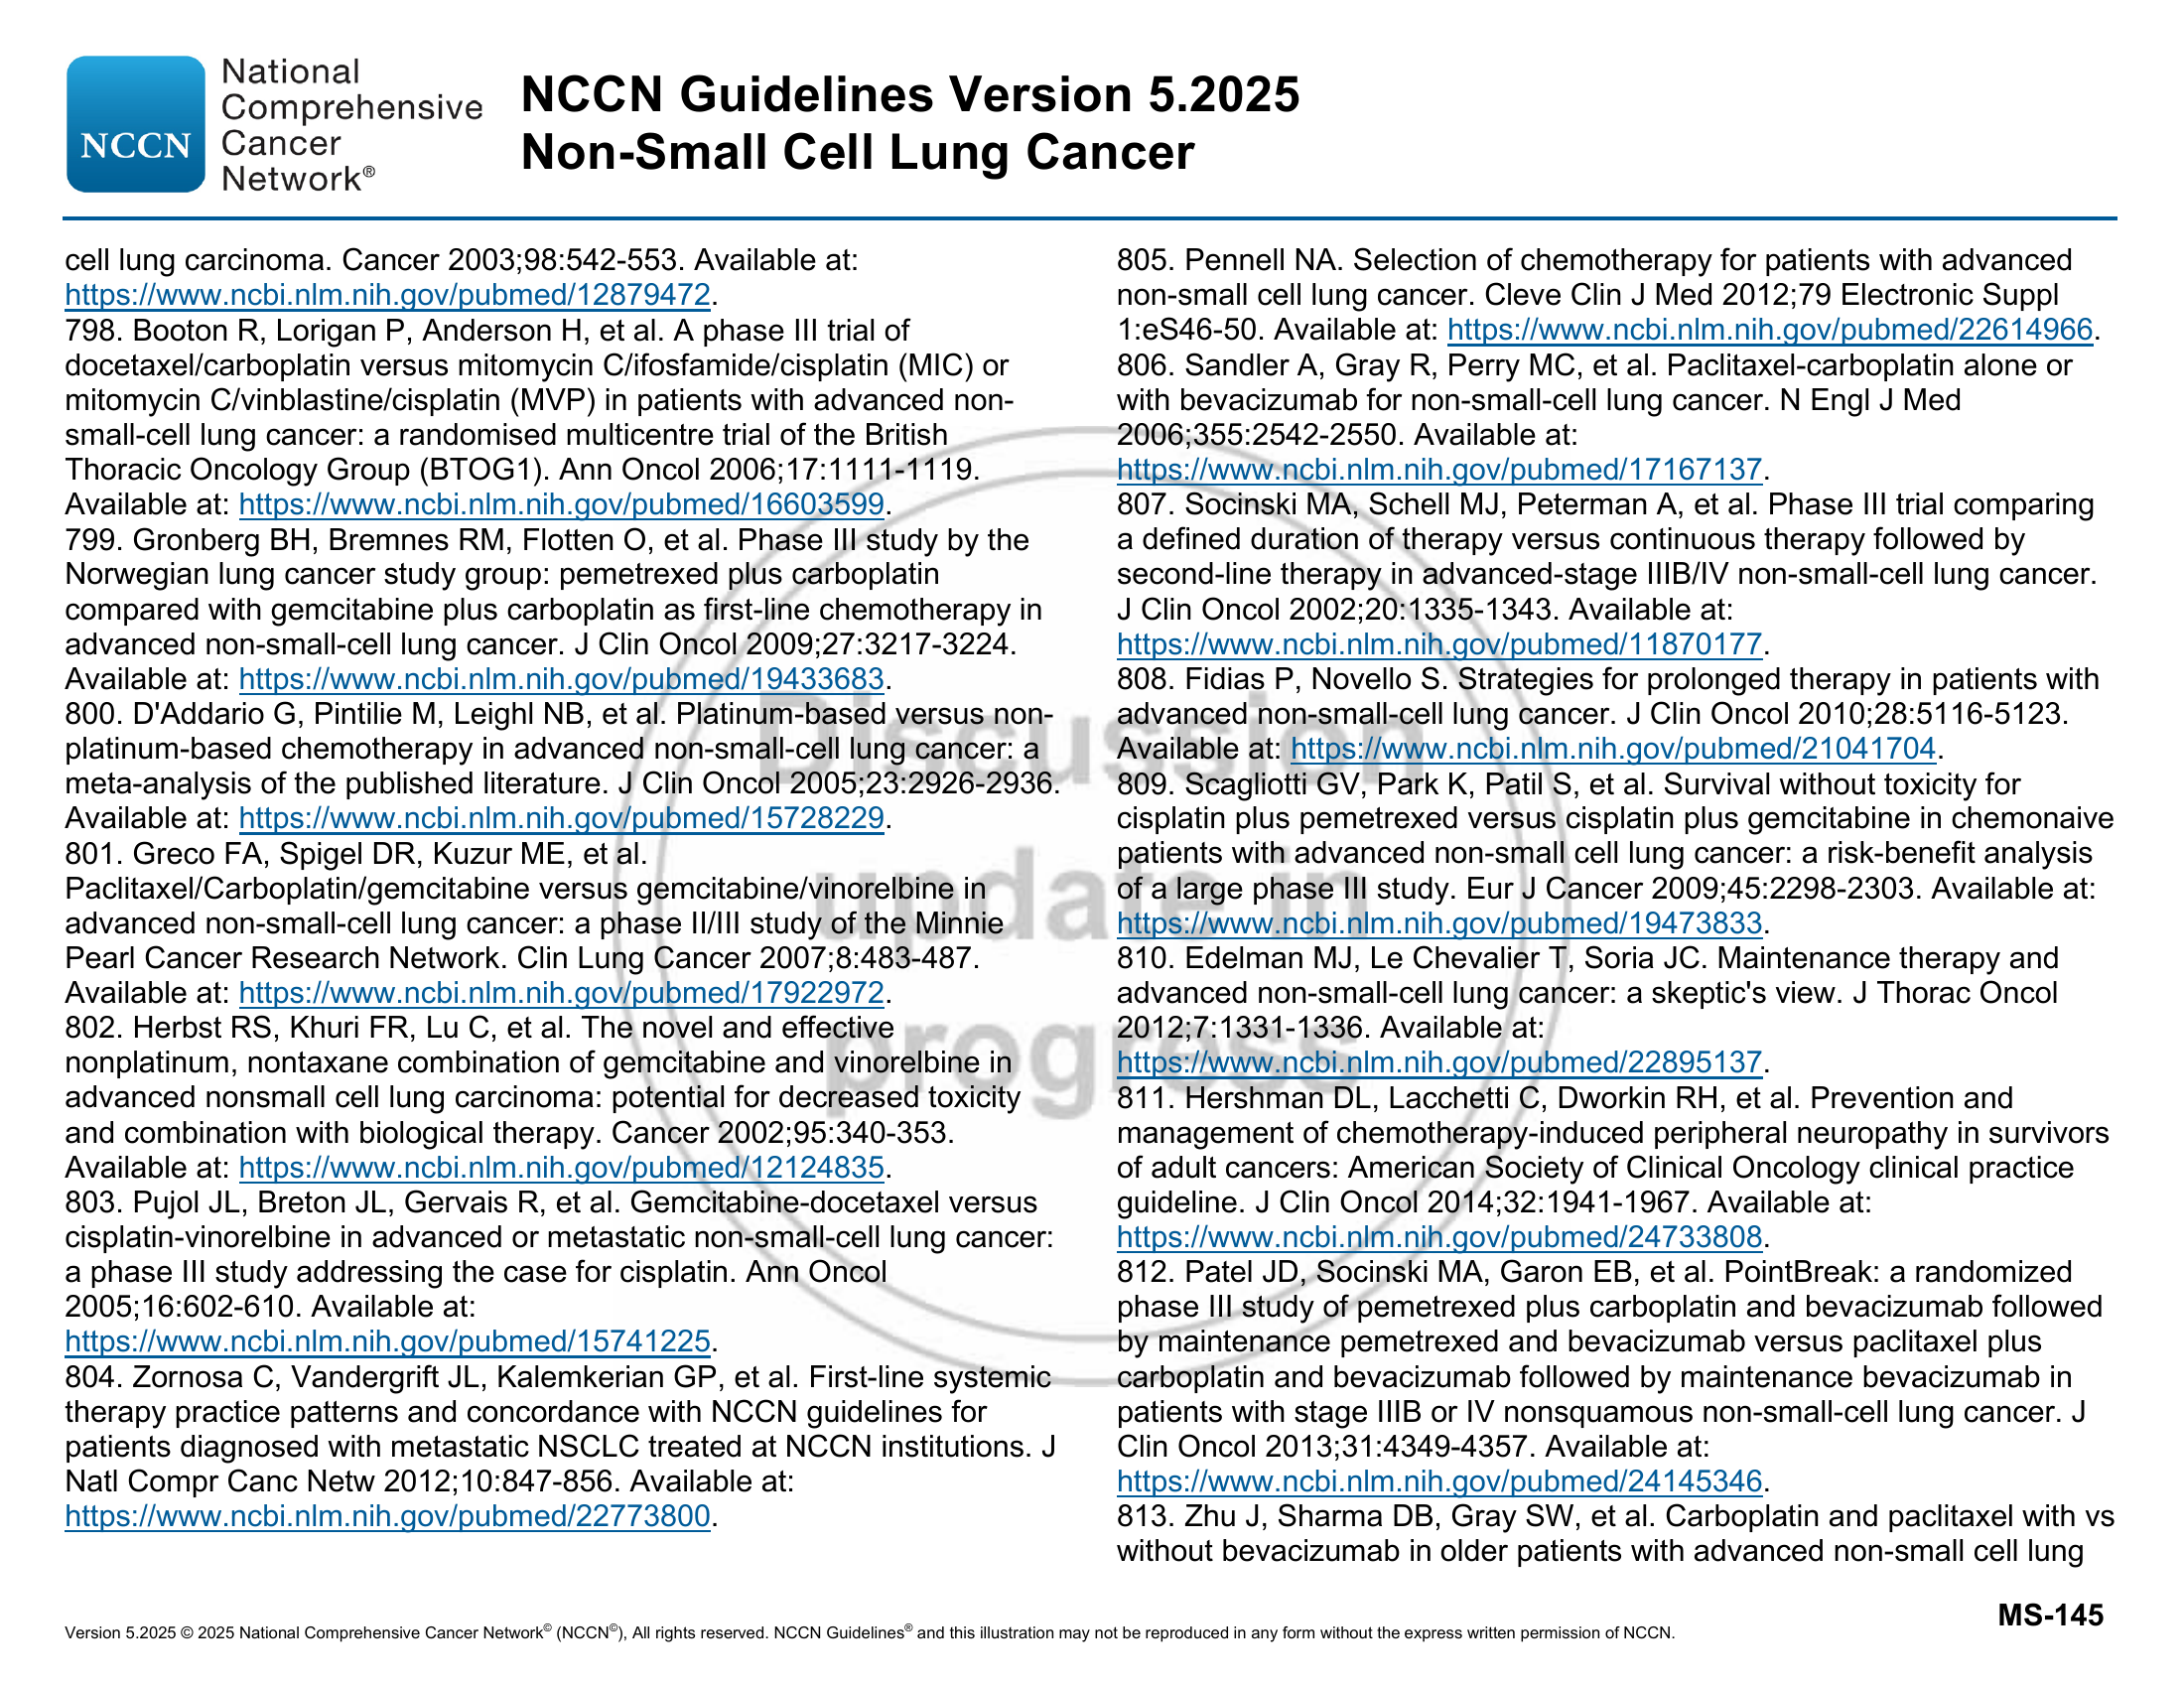 NCCN
National
Comprehensive
Cancer
Network®
NCCN Guidelines Version 5.2025
Non-Small Cell Lung Cancer
cell lung carcinoma. Cancer 2003;98:542-553. Available at:
https://www.ncbi.nlm.nih.gov/pubmed/12879472.
798. Booton R, Lorigan P, Anderson H, et al. A phase III trial of
docetaxel/carboplatin versus mitomycin C/ifosfamide/cisplatin (MIC) or
mitomycin C/vinblastine/cisplatin (MVP) in patients with advanced non-
small-cell lung cancer: a randomised multicentre trial of the British
Thoracic Oncology Group (BTOG1). Ann Oncol 2006;17:1111-1119.
Available at: https://www.ncbi.nlm.nih.gov/pubmed/16603599.
799. Gronberg BH, Bremnes RM, Flotten O, et al. Phase III study by the
Norwegian lung cancer study group: pemetrexed plus carboplatin
compared with gemcitabine plus carboplatin as first-line chemotherapy in
advanced non-small-cell lung cancer. J Clin Oncol 2009;27:3217-3224.
Available at: https://www.ncbi.nlm.nih.gov/pubmed/19433683.
800. D'Addario G, Pintilie M, Leighl NB, et al. Platinum-based versus non-
platinum-based chemotherapy in advanced non-small-cell lung cancer: a
meta-analysis of the published literature. J Clin Oncol 2005;23:2926-2936.
Available at: https://www.ncbi.nlm.nih.gov/pubmed/15728229.
801. Greco FA, Spigel DR, Kuzur ME, et al.
Paclitaxel/Carboplatin/gemcitabine versus gemcitabine/vinorelbine in
advanced non-small-cell lung cancer: a phase II/III study of the Minnie
Pearl Cancer Research Network. Clin Lung Cancer 2007;8:483-487.
Available at: https://www.ncbi.nlm.nih.gov/pubmed/17922972.
802. Herbst RS, Khuri FR, Lu C, et al. The novel and effective
nonplatinum, nontaxane combination of gemcitabine and vinorelbine in
advanced nonsmall cell lung carcinoma: potential for decreased toxicity
and combination with biological therapy. Cancer 2002;95:340-353.
Available at: https://www.ncbi.nlm.nih.gov/pubmed/12124835.
803. Pujol JL, Breton JL, Gervais R, et al. Gemcitabine-docetaxel versus
cisplatin-vinorelbine in advanced or metastatic non-small-cell lung cancer:
a phase III study addressing the case for cisplatin. Ann Oncol
2005;16:602-610. Available at:
https://www.ncbi.nlm.nih.gov/pubmed/15741225.
804. Zornosa C, Vandergrift JL, Kalemkerian GP, et al. First-line systemic
therapy practice patterns and concordance with NCCN guidelines for
patients diagnosed with metastatic NSCLC treated at NCCN institutions. J
Natl Compr Canc Netw 2012;10:847-856. Available at:
https://www.ncbi.nlm.nih.gov/pubmed/22773800.
805. Pennell NA. Selection of chemotherapy for patients with advanced
non-small cell lung cancer. Cleve Clin J Med 2012;79 Electronic Suppl
1:eS46-50. Available at: https://www.ncbi.nlm.nih.gov/pubmed/22614966.
806. Sandler A, Gray R, Perry MC, et al. Paclitaxel-carboplatin alone or
with bevacizumab for non-small-cell lung cancer. N Engl J Med
2006;355:2542-2550. Available at:
https://www.ncbi.nlm.nih.gov/pubmed/17167137.
807. Socinski MA, Schell MJ, Peterman A, et al. Phase III trial comparing
a defined duration of therapy versus continuous therapy followed by
second-line therapy in advanced-stage IIIB/IV non-small-cell lung cancer.
J Clin Oncol 2002;20:1335-1343. Available at:
https://www.ncbi.nlm.nih.gov/pubmed/11870177.
808. Fidias P, Novello S. Strategies for prolonged therapy in patients with
advanced non-small-cell lung cancer. J Clin Oncol 2010;28:5116-5123.
Available at: https://www.ncbi.nlm.nih.gov/pubmed/21041704.
809. Scagliotti GV, Park K, Patil S, et al. Survival without toxicity for
cisplatin plus pemetrexed versus cisplatin plus gemcitabine in chemonaive
patients with advanced non-small cell lung cancer: a risk-benefit analysis
of a large phase III study. Eur J Cancer 2009;45:2298-2303. Available at:
https://www.ncbi.nlm.nih.gov/pubmed/19473833.
810. Edelman MJ, Le Chevalier T, Soria JC. Maintenance therapy and
advanced non-small-cell lung cancer: a skeptic's view. J Thorac Oncol
2012;7:1331-1336. Available at:
https://www.ncbi.nlm.nih.gov/pubmed/22895137.
811. Hershman DL, Lacchetti C, Dworkin RH, et al. Prevention and
management of chemotherapy-induced peripheral neuropathy in survivors
of adult cancers: American Society of Clinical Oncology clinical practice
guideline. J Clin Oncol 2014;32:1941-1967. Available at:
https://www.ncbi.nlm.nih.gov/pubmed/24733808.
812. Patel JD, Socinski MA, Garon EB, et al. PointBreak: a randomized
phase III study of pemetrexed plus carboplatin and bevacizumab followed
by maintenance pemetrexed and bevacizumab versus paclitaxel plus
carboplatin and bevacizumab followed by maintenance bevacizumab in
patients with stage IIIB or IV nonsquamous non-small-cell lung cancer. J
Clin Oncol 2013;31:4349-4357. Available at:
https://www.ncbi.nlm.nih.gov/pubmed/24145346.
813. Zhu J, Sharma DB, Gray SW, et al. Carboplatin and paclitaxel with vs
without bevacizumab in older patients with advanced non-small cell lung
Discussion
update in
progress
MS-145
Version 5.2025 © 2025 National Comprehensive Cancer Network© (NCCN©), All rights reserved. NCCN Guidelines® and this illustration may not be reproduced in any form without the express written permission of NCCN.